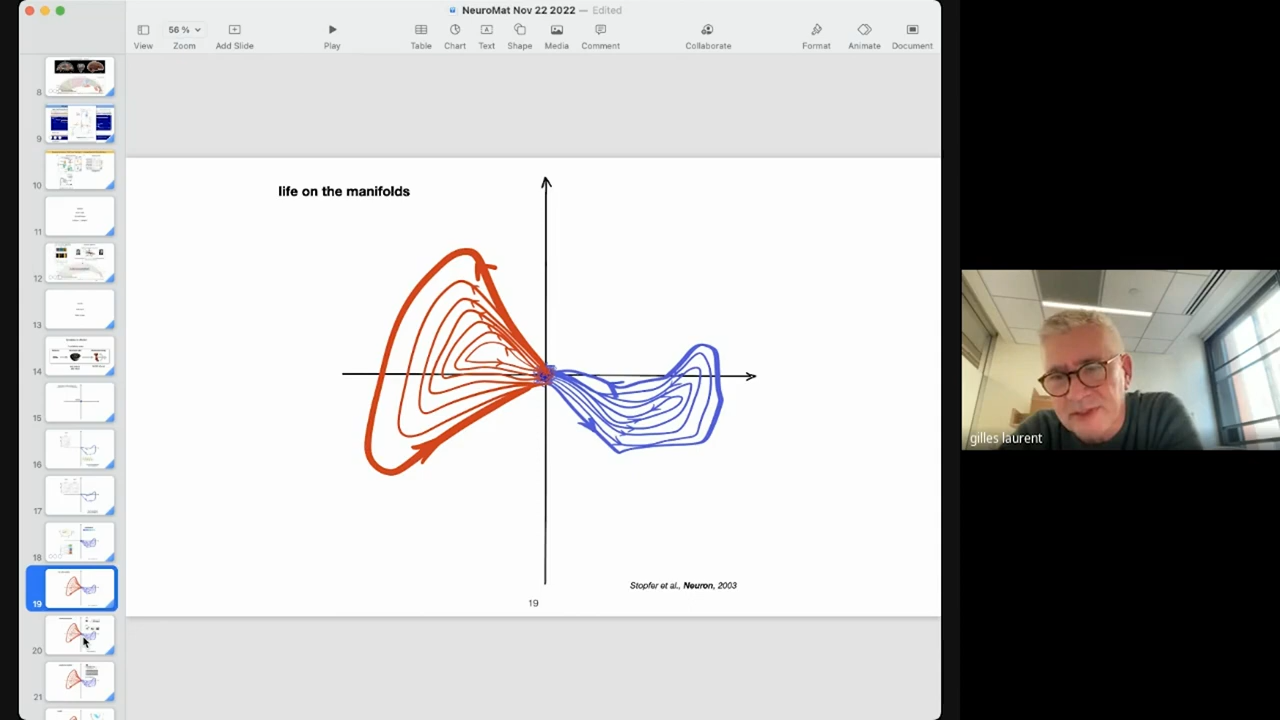 NeuroMat Nov 22 2022 — Edited
56 %
View
Zoom
Add Slide
Play
Table
Chart
Text
Shape
Media
Comment
Collaborate
Format
Animate
Document
8
9
10
11
12
13
14
15
16
17
18
19
20
21
life on the manifolds
Stopfer et al., Neuron, 2003
19
gilles laurent